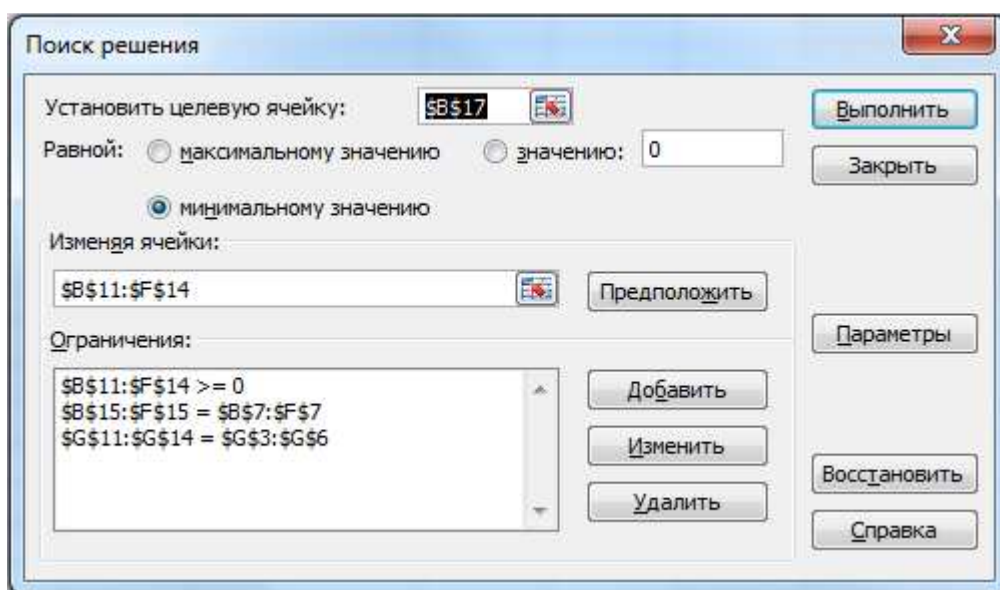 Поиск решения
Установить целевую ячейку: $B$17
Выполнить
Равной: максимальному значению значению: 0
Закрыть
минимальному значению
Изменяя ячейки:
$B$11:$F$14
Предположить
Параметры
Ограничения:
$B$11:$F$14 >= 0
$B$15:$F$15 = $B$7:$F$7
$G$11:$G$14 = $G$3:$G$6
Добавить
Изменить
Удалить
Восстановить
Справка